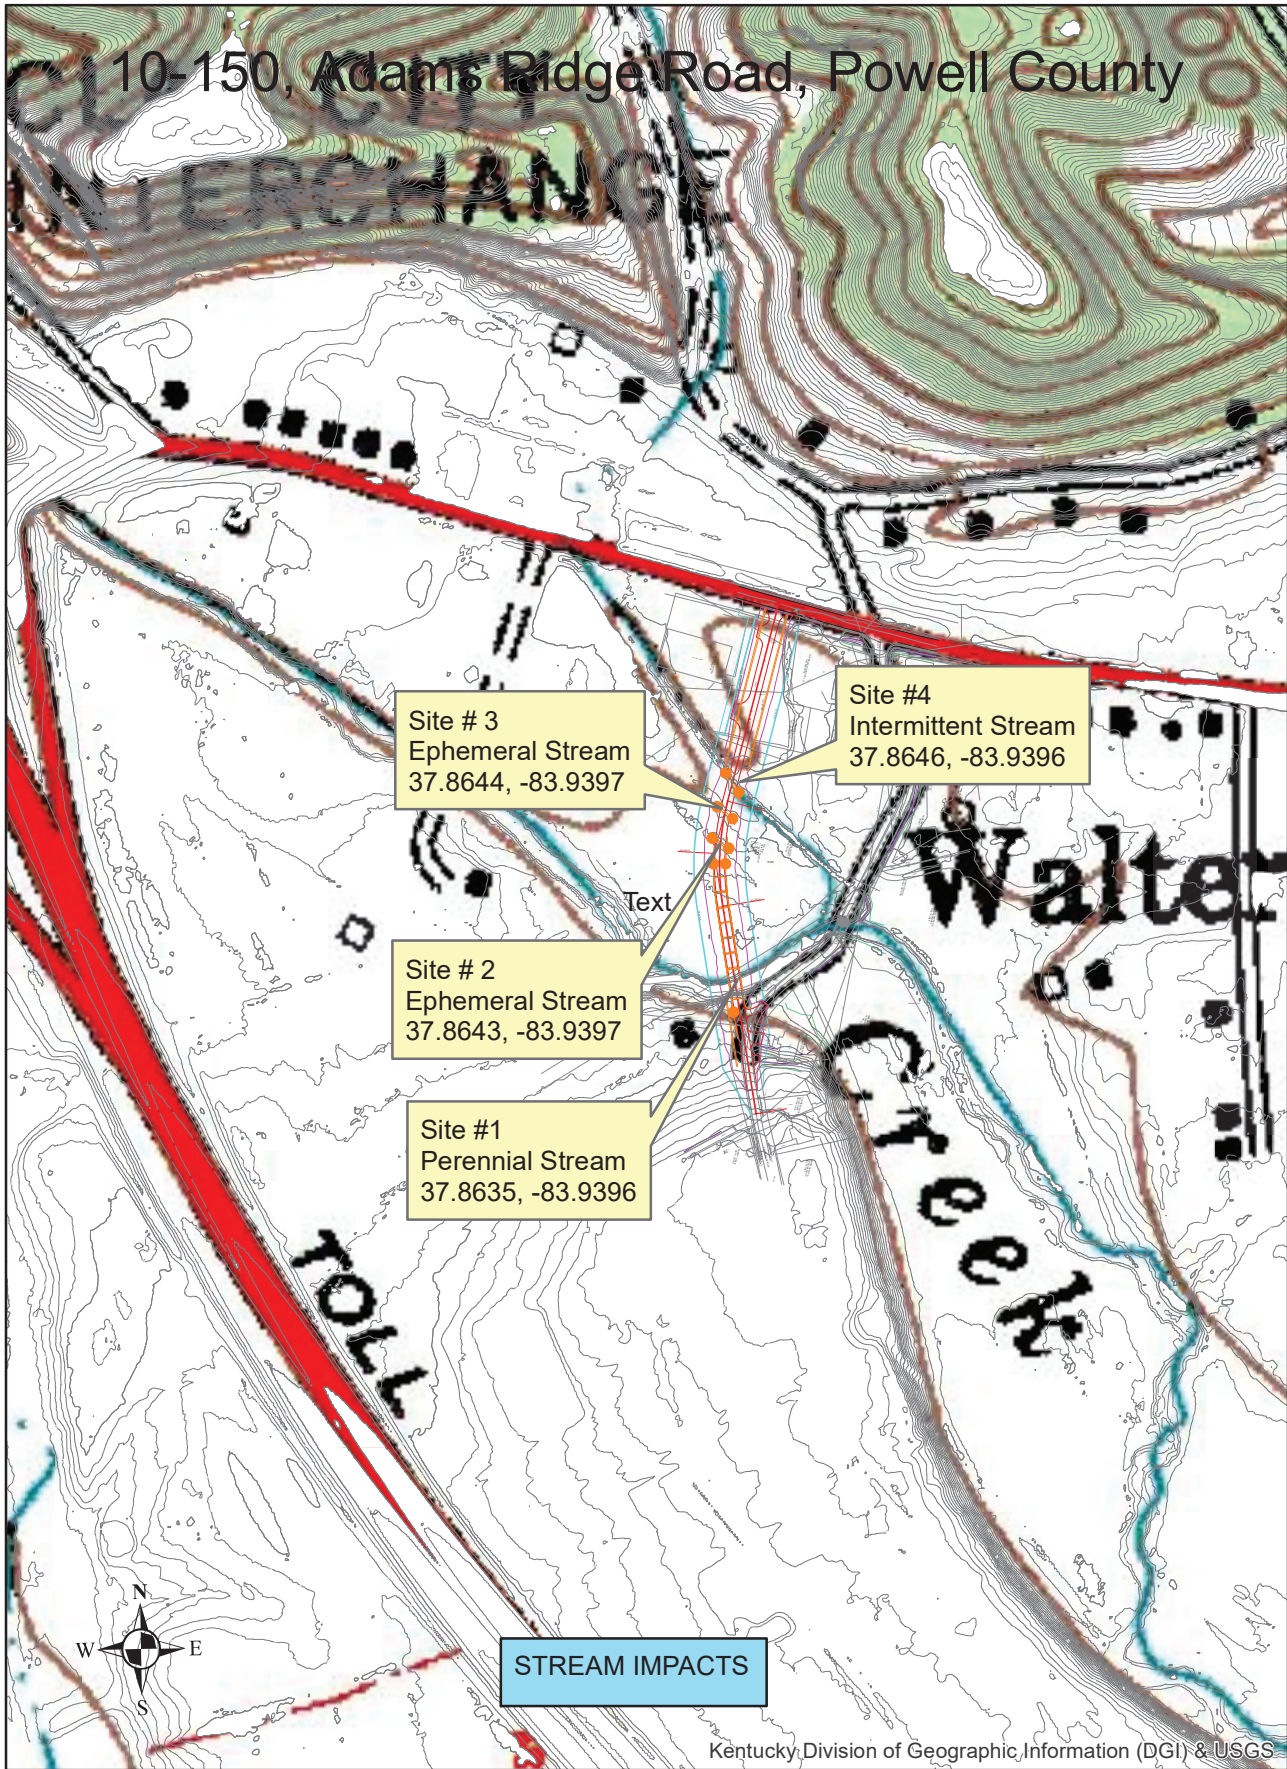 10-150, Adams Ridge Road, Powell County
CITY
INTERCHANGE
Site # 3
Ephemeral Stream
37.8644, -83.9397
Site #4
Intermittent Stream
37.8646, -83.9396
Walter
Text
Site # 2
Ephemeral Stream
37.8643, -83.9397
Creek
Site #1
Perennial Stream
37.8635, -83.9396
TOLL
N
W E
S
STREAM IMPACTS
Kentucky Division of Geographic Information (DGI) & USGS